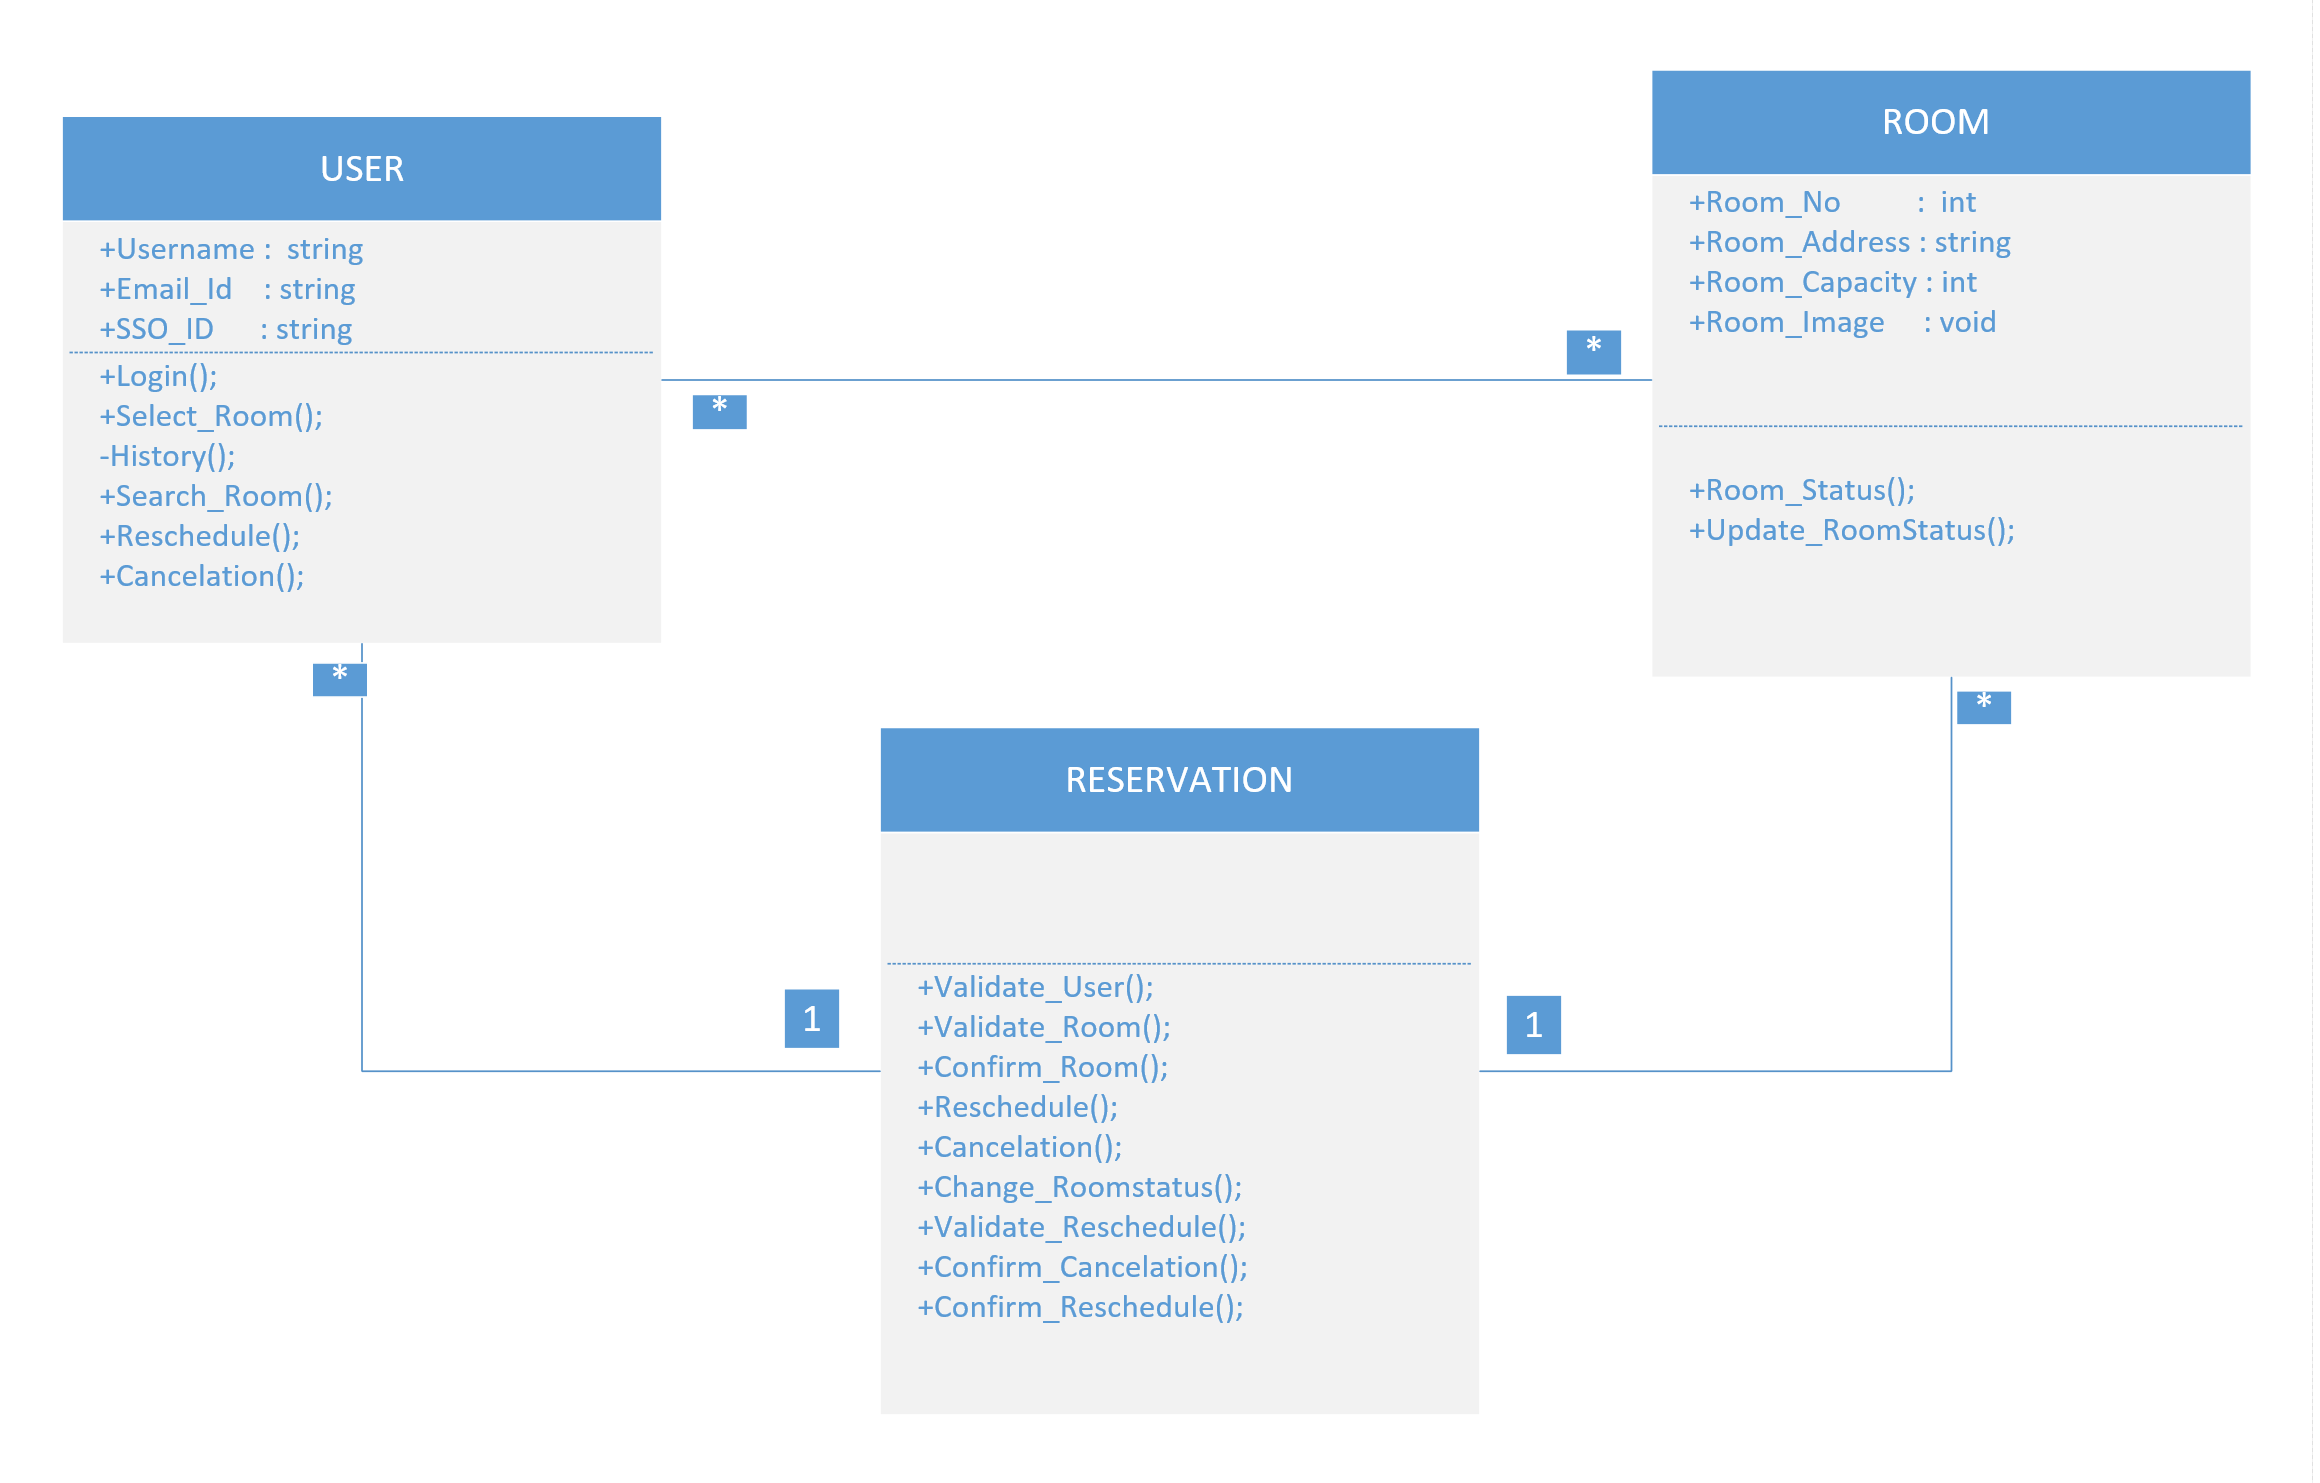 USER
+Username : string
+Email_Id : string
+SSO_ID : string
+Login();
+Select_Room();
-History();
+Search_Room();
+Reschedule();
+Cancelation();
*
*
*
ROOM
+Room_No : int
+Room_Address : string
+Room_Capacity : int
+Room_Image : void
+Room_Status();
+Update_RoomStatus();
*
RESERVATION
+Validate_User();
+Validate_Room();
+Confirm_Room();
+Reschedule();
+Cancelation();
+Change_Roomstatus();
+Validate_Reschedule();
+Confirm_Cancelation();
+Confirm_Reschedule();
1
1